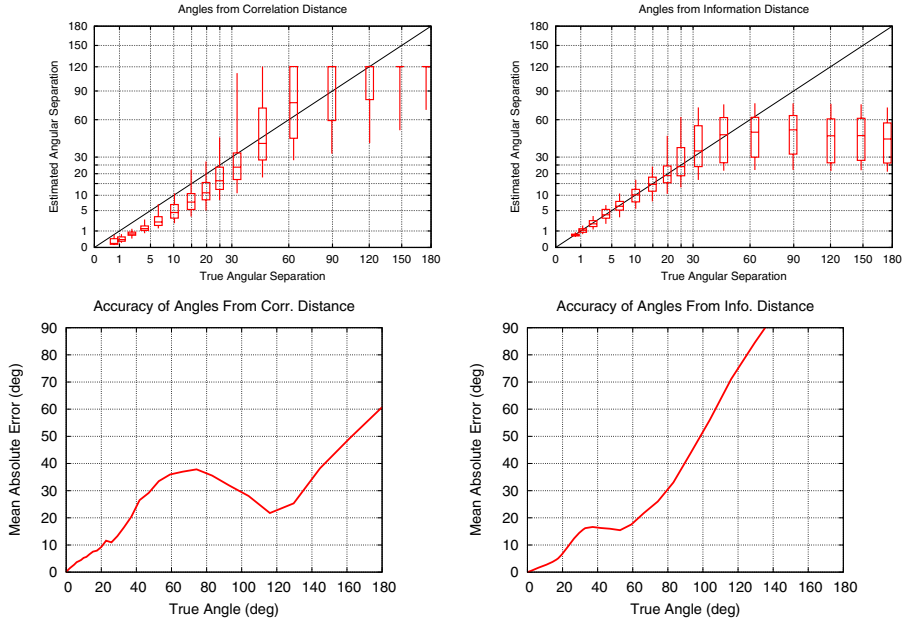 Angles from Correlation Distance
180
150
120
90
60
30
20
10
5
1
0
Estimated Angular Separation
0 1 5 10 20 30 60 90 120 150 180
True Angular Separation
Angles from Information Distance
180
150
120
90
60
30
20
10
5
1
0
Estimated Angular Separation
0 1 5 10 20 30 60 90 120 150 180
True Angular Separation
Accuracy of Angles From Corr. Distance
90
80
70
60
50
40
30
20
10
0
Mean Absolute Error (deg)
0 20 40 60 80 100 120 140 160 180
True Angle (deg)
Accuracy of Angles From Info. Distance
90
80
70
60
50
40
30
20
10
0
Mean Absolute Error (deg)
0 20 40 60 80 100 120 140 160 180
True Angle (deg)